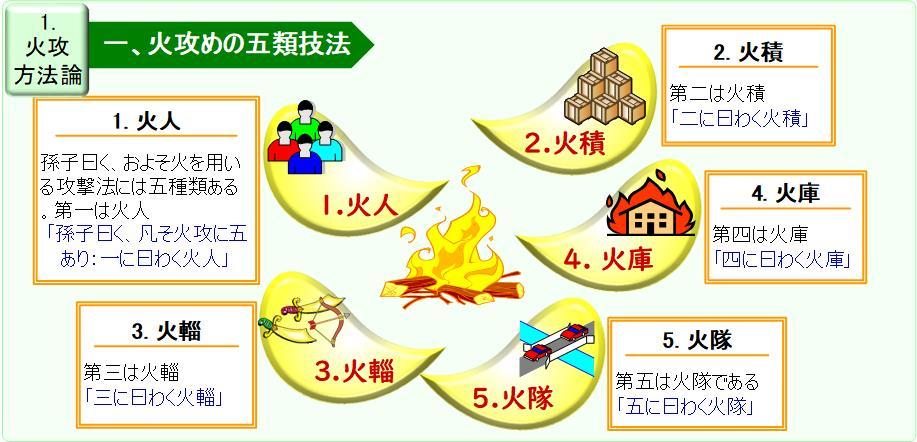 1.
火攻
方法論
一、火攻めの五類技法
1. 火人
孫子曰く、およそ火を用い
る攻撃法には五種類ある
。第一は火人
「孫子曰く、凡そ火攻に五
あり：一に曰わく火人」
1.火人
2. 火積
第二は火積
「二に曰わく火積」
2.火積
3. 火輜
第三は火輜
「三に曰わく火輜」
3.火輜
4. 火庫
第四は火庫
「四に曰わく火庫」
4. 火庫
5. 火隊
第五は火隊である
「五に曰わく火隊」
5.火隊